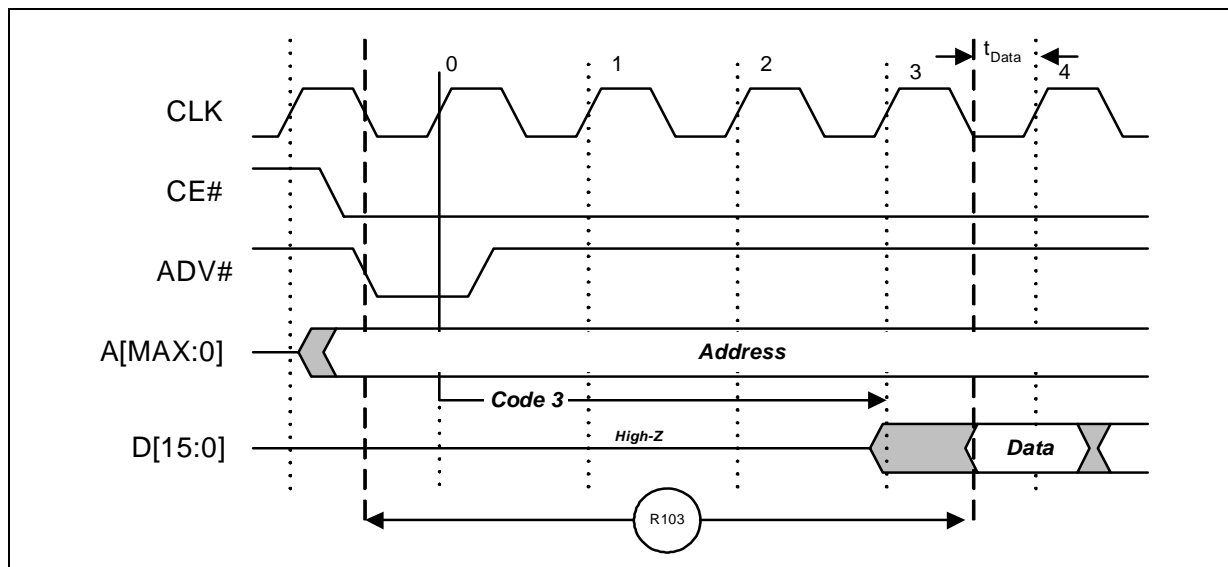 t_Data
0 1 2 3 4
CLK
CE#
ADV#
A[MAX:0] Address
Code 3
D[15:0] High-Z Data
R103